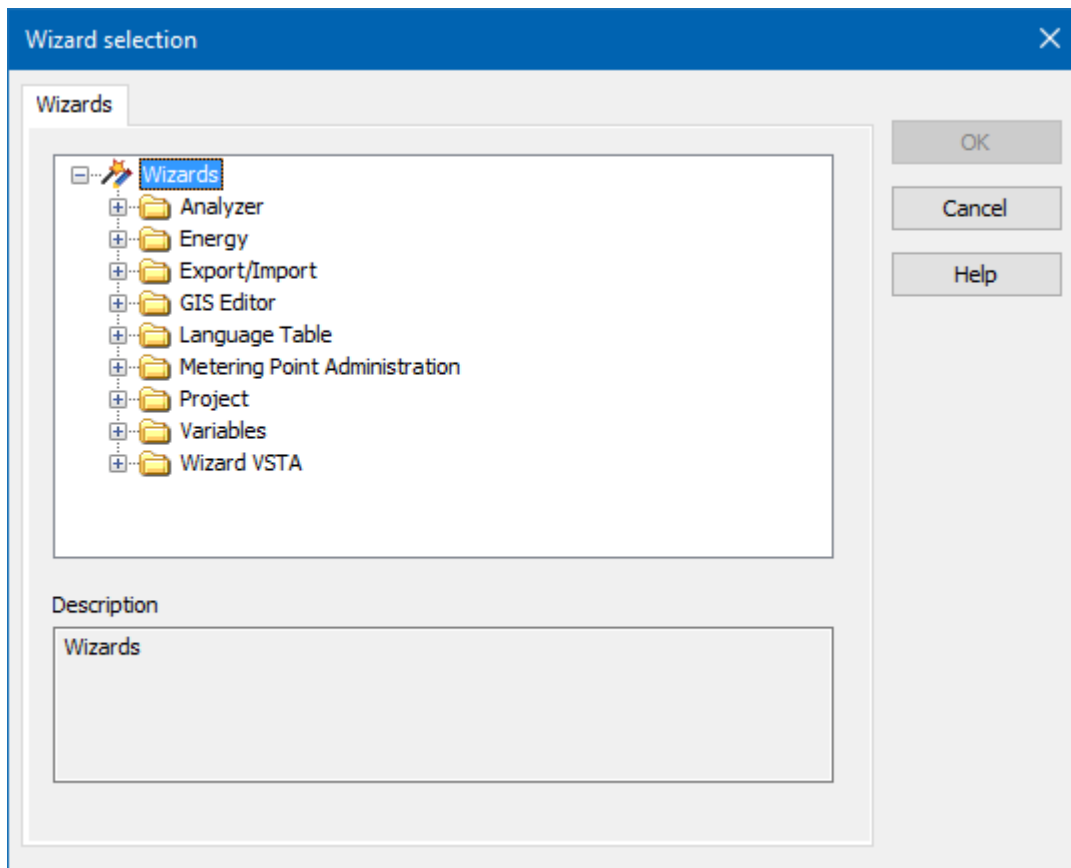 Wizard selection
Wizards
OK
Cancel
Help
Wizards
Analyzer
Energy
Export/Import
GIS Editor
Language Table
Metering Point Administration
Project
Variables
Wizard VSTA
Description
Wizards